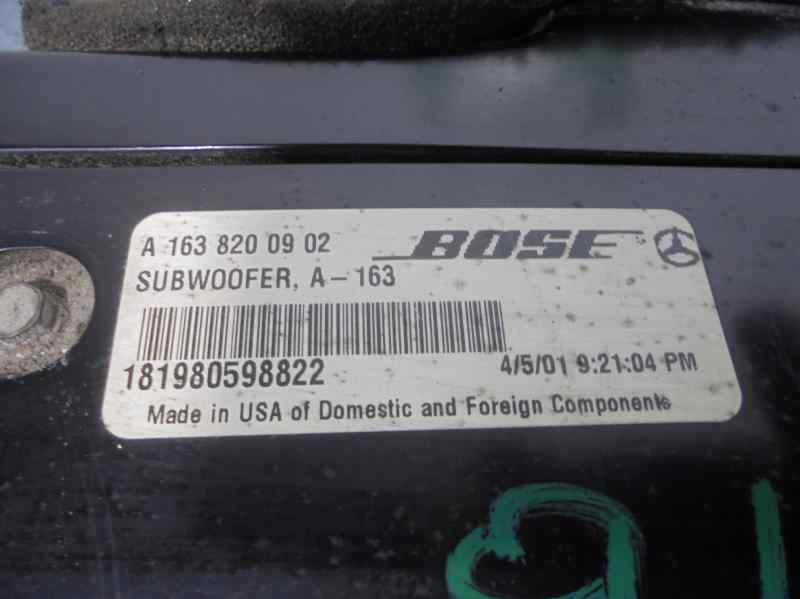 A 163 820 09 02 BOSE
SUBWOOFER, A-163
181980598822 4/5/01 9:21:04 PM
Made in USA of Domestic and Foreign Components